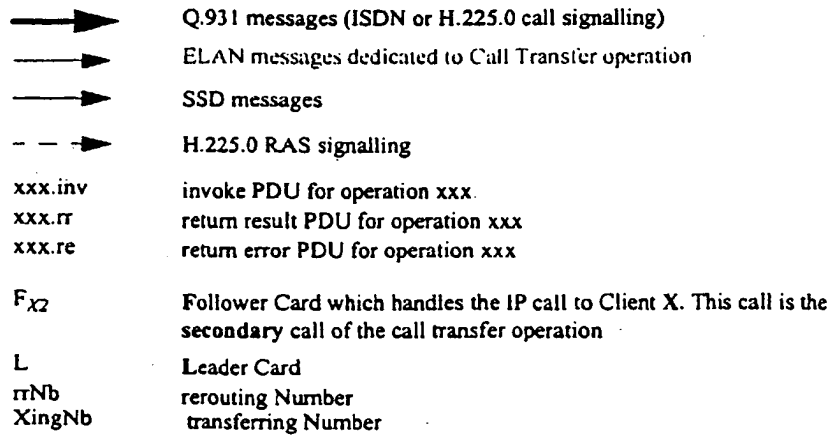 Q.931 messages (ISDN or H.225.0 call signalling)
ELAN messages dedicated to Call Transfer operation
SSD messages
H.225.0 RAS signalling
xxx.inv invoke PDU for operation xxx
xxx.rr return result PDU for operation xxx
xxx.re return error PDU for operation xxx
FX2 Follower Card which handles the IP call to Client X. This call is the
secondary call of the call transfer operation
L Leader Card
rrNb rerouting Number
XingNb transferring Number